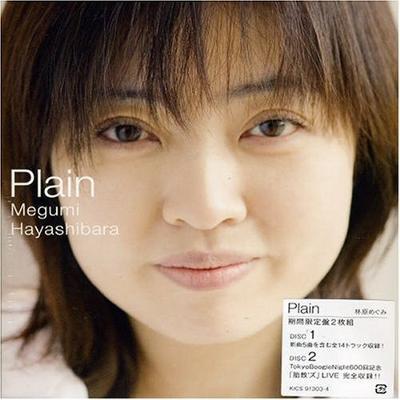 Plain
Megumi
Hayashibara
Plain 林原めぐみ
期間限定盤2枚組
DISC 1
新曲5曲を含む全14トラック収録!
DISC 2
TokyoBoogieNight600回記念
「胎教'ズ」LIVE 完全収録!!
KICS 91303-4